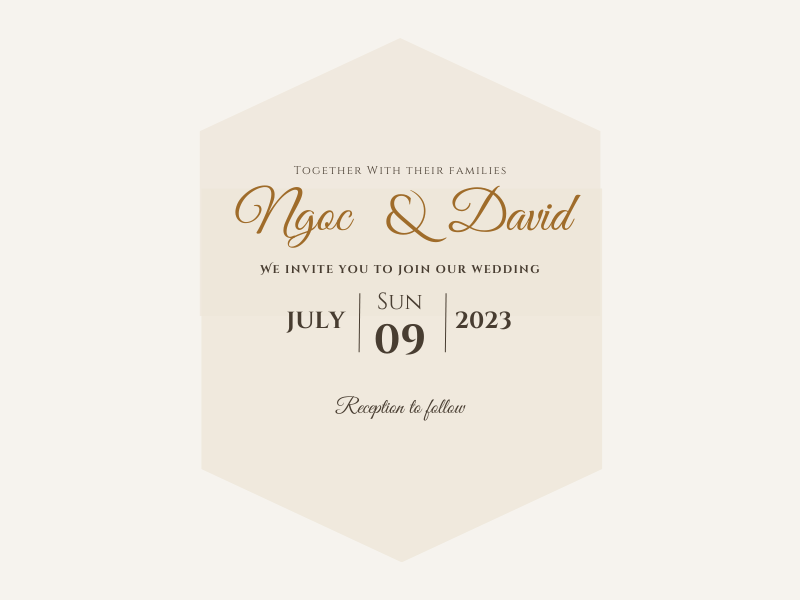 Together With their families
Ngoc & David
We invite you to join our wedding
Sun
JULY 09 2023
Reception to follow